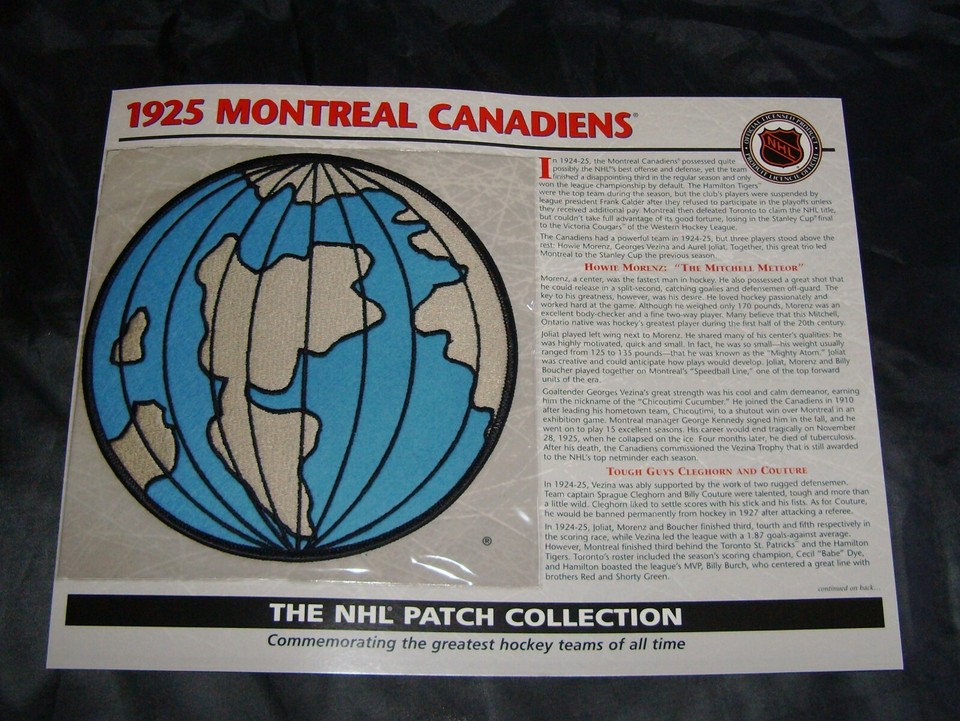 1925 MONTREAL CANADIENS®
OFFICIAL LICENSED PRODUCT
NHL
PRODUIT LICENCIÉ OFFICIEL
In 1924-25, the Montreal Canadiens® possessed quite
possibly the NHL®'s best offense and defense, yet the team
finished a disappointing third in the regular season and only
won the league championship by default. The Hamilton Tigers™
were the top team during the season, but the club's players were suspended by
league president Frank Calder after they refused to participate in the playoffs unless
they received additional pay. Montreal then defeated Toronto to claim the NHL title,
but couldn't take full advantage of its good fortune, losing in the Stanley Cup® final
to the Victoria Cougars™ of the Western Hockey League.
The Canadiens had a powerful team in 1924-25, but three players stood above the
rest: Howie Morenz, Georges Vezina and Aurel Joliat. Together, this great trio led
Montreal to the Stanley Cup the previous season.
HOWIE MORENZ: "THE MITCHELL METEOR"
Morenz, a center, was the fastest man in hockey. He also possessed a great shot that
he could release in a split-second, catching goalies and defensemen off-guard. The
key to his greatness, however, was his desire. He loved hockey passionately and
worked hard at the game. Although he weighed only 170 pounds, Morenz was an
excellent body-checker and a fine two-way player. Many believe that this Mitchell,
Ontario native was hockey's greatest player during the first half of the 20th century.
Joliat played left wing next to Morenz. He shared many of his center's qualities: he
was highly motivated, quick and small. In fact, he was so small—his weight usually
ranged from 125 to 135 pounds—that he was known as the "Mighty Atom." Joliat
was creative and could anticipate how plays would develop. Joliat, Morenz and Billy
Boucher played together on Montreal's "Speedball Line," one of the top forward
units of the era.
Goaltender Georges Vezina's great strength was his cool and calm demeanor, earning
him the nickname of the "Chicoutimi Cucumber." He joined the Canadiens in 1910
after leading his hometown team, Chicoutimi, to a shutout win over Montreal in an
exhibition game. Montreal manager George Kennedy signed him in the fall, and he
went on to play 15 excellent seasons. His career would end tragically on November
28, 1925, when he collapsed on the ice. Four months later, he died of tuberculosis.
After his death, the Canadiens commissioned the Vezina Trophy that is still awarded
to the NHL's top netminder each season.
TOUGH GUYS CLEGHORN AND COUTURE
In 1924-25, Vezina was ably supported by the work of two rugged defensemen.
Team captain Sprague Cleghorn and Billy Couture were talented, tough and more than
a little wild. Cleghorn liked to settle scores with his stick and his fists. As for Couture,
he would be banned permanently from hockey in 1927 after attacking a referee.
In 1924-25, Joliat, Morenz and Boucher finished third, fourth and fifth respectively in
the scoring race, while Vezina led the league with a 1.87 goals-against average.
However, Montreal finished third behind the Toronto St. Patricks™ and the Hamilton
Tigers. Toronto's roster included the season's scoring champion, Cecil "Babe" Dye,
and Hamilton boasted the league's MVP, Billy Burch, who centered a great line with
brothers Red and Shorty Green.
continued on back...
®
THE NHL® PATCH COLLECTION
Commemorating the greatest hockey teams of all time